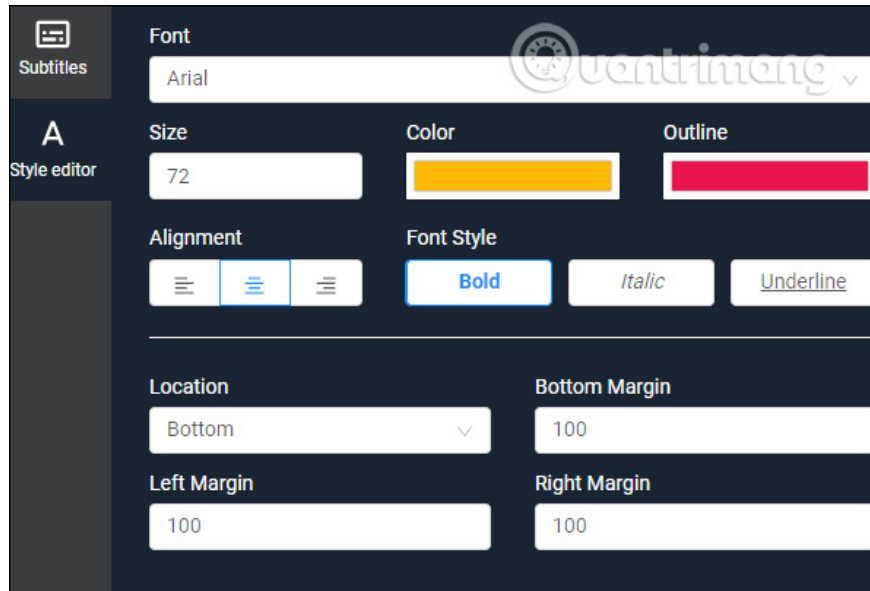 Subtitles
Style editor
Font
Quantrimang
Arial
Size Color Outline
72
Alignment Font Style
Bold Italic Underline
Location Bottom Margin
Bottom 100
Left Margin Right Margin
100 100